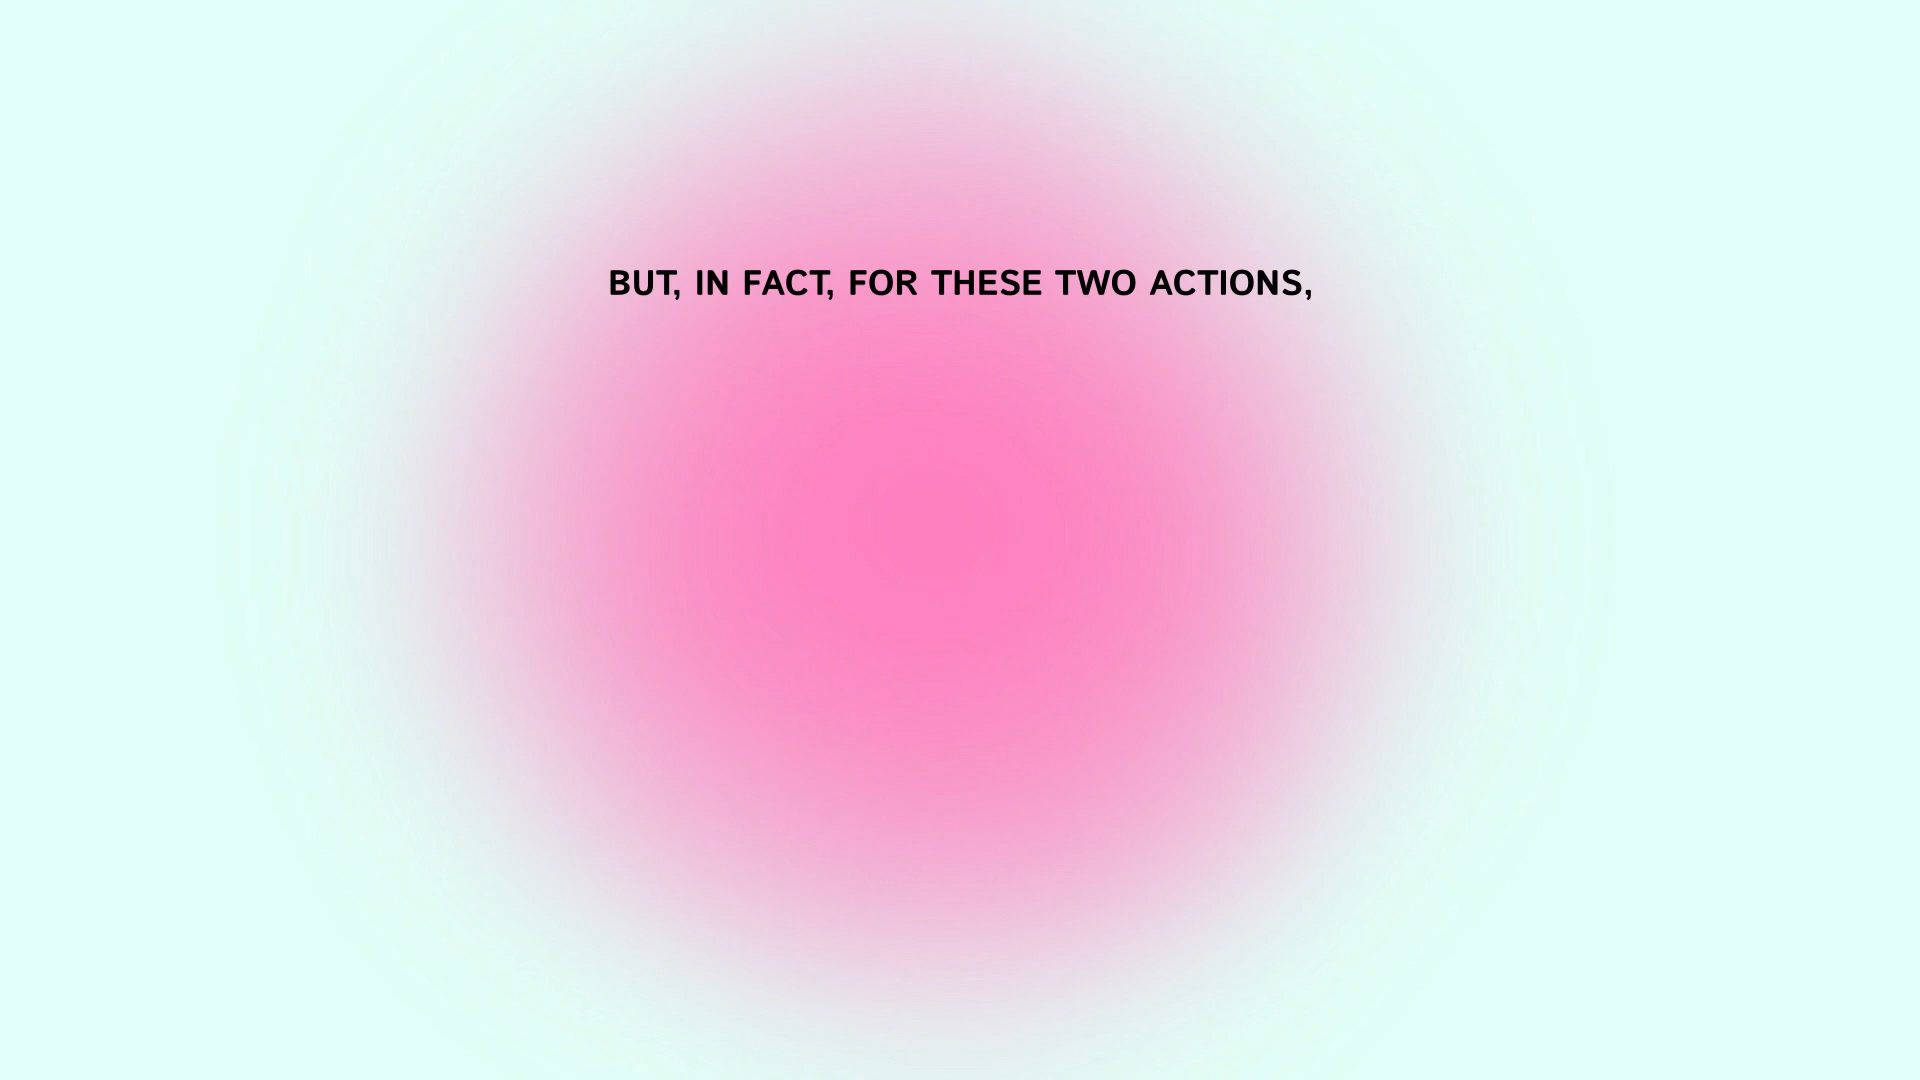 BUT, IN FACT, FOR THESE TWO ACTIONS,